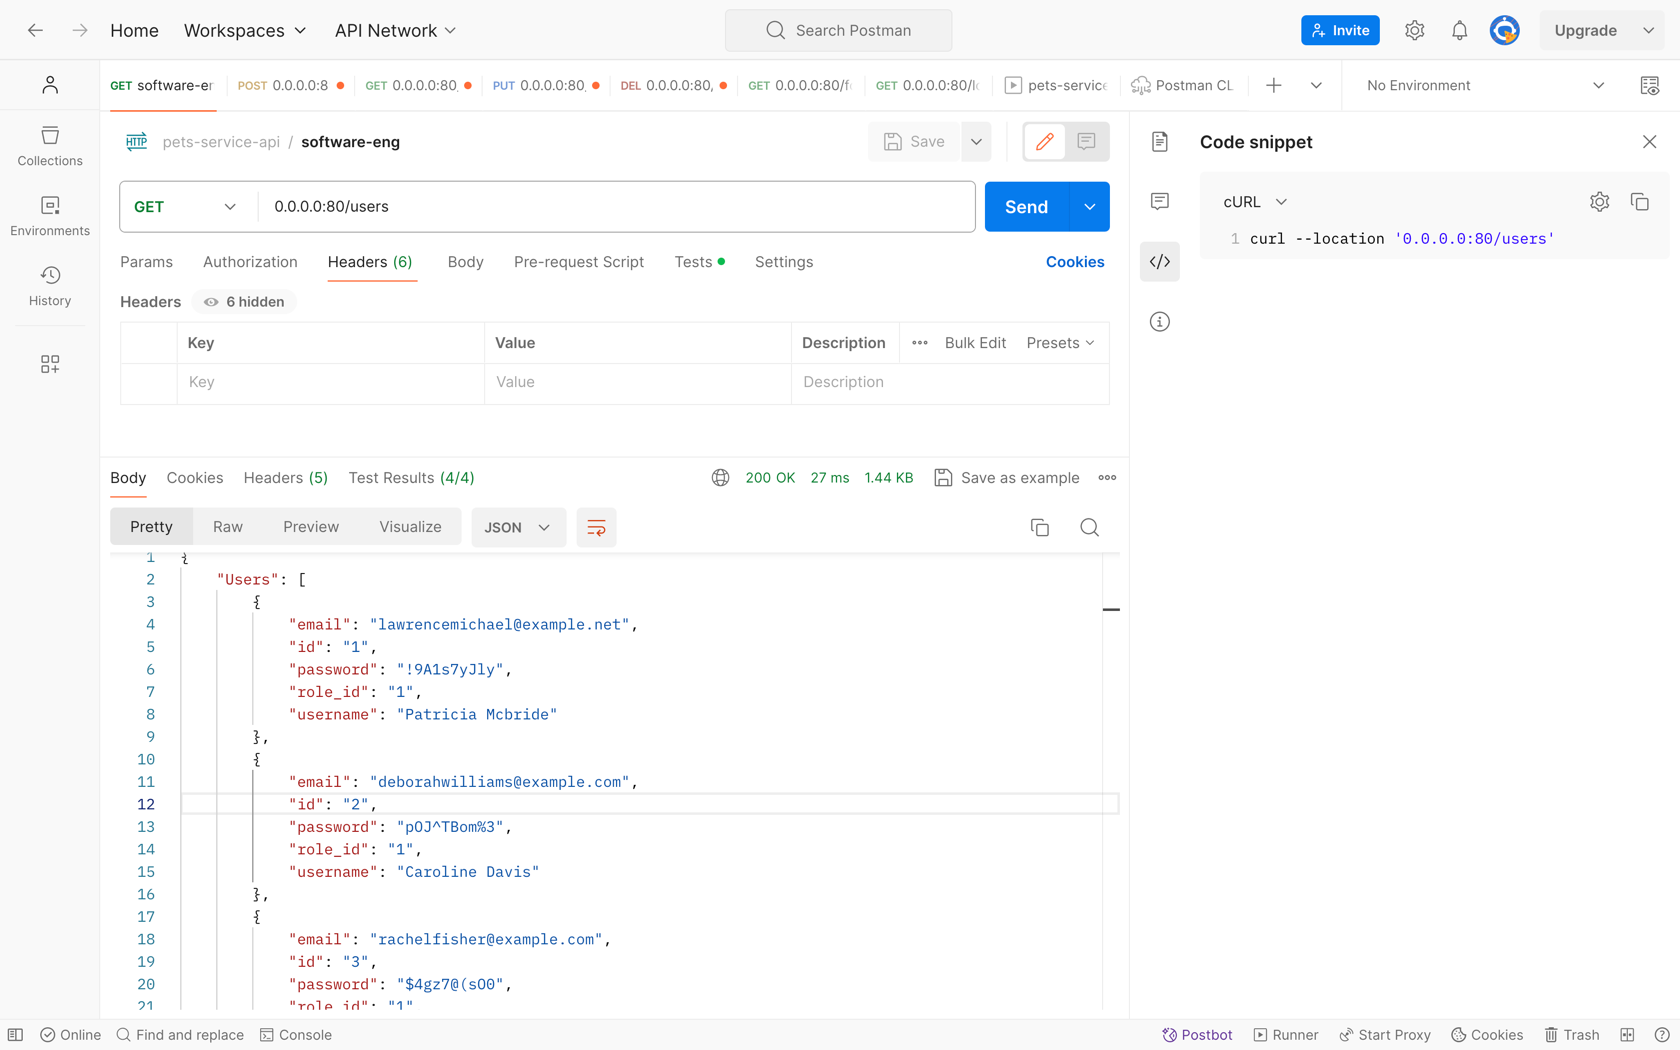 Home
Workspaces
API Network
Search Postman
Invite
Upgrade
GET software-er
POST 0.0.0.0:8
GET 0.0.0.0:80,
PUT 0.0.0.0:80,
DEL 0.0.0.0:80,
GET 0.0.0.0:80/f
GET 0.0.0.0:80/l
pets-service
Postman CL
No Environment
Collections
Environments
History
HTTP pets-service-api / software-eng
Save
GET
0.0.0.0:80/users
Send
Params
Authorization
Headers (6)
Body
Pre-request Script
Tests
Settings
Cookies
Headers
6 hidden
Key
Value
Description
Bulk Edit
Presets
Key
Value
Description
Code snippet
cURL
1 curl --location '0.0.0.0:80/users'
Body
Cookies
Headers (5)
Test Results (4/4)
200 OK
27 ms
1.44 KB
Save as example
Pretty
Raw
Preview
Visualize
JSON
1 {
2 "Users": [
3 {
4 "email": "lawrencemichael@example.net",
5 "id": "1",
6 "password": "!9A1s7yJly",
7 "role_id": "1",
8 "username": "Patricia Mcbride"
9 },
10 {
11 "email": "deborahwilliams@example.com",
12 "id": "2",
13 "password": "pOJ^TBom%3",
14 "role_id": "1",
15 "username": "Caroline Davis"
16 },
17 {
18 "email": "rachelfisher@example.com",
19 "id": "3",
20 "password": "$4gz7@(sO0",
21 "role_id": "1"
Online
Find and replace
Console
Postbot
Runner
Start Proxy
Cookies
Trash